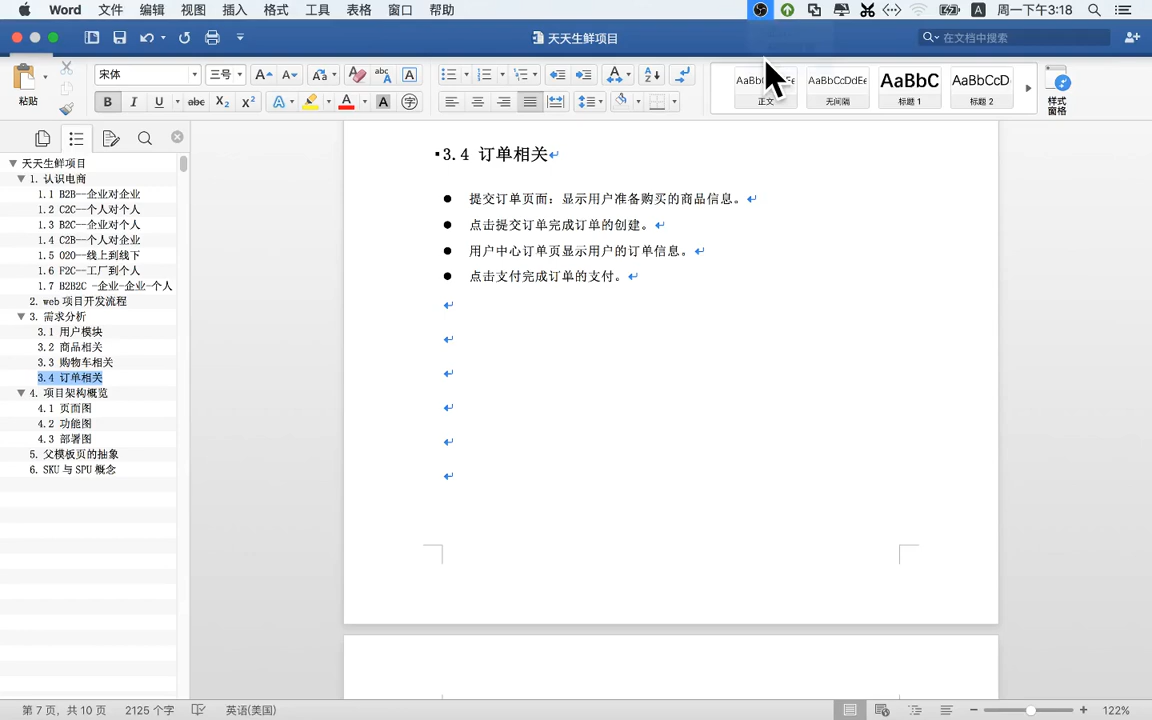 Word 文件 编辑 视图 插入 格式 工具 表格 窗口 帮助 A 周一下午3:18
天天生鲜项目 在文档中搜索
粘贴 宋体 三号 样式窗格
AaBbCcDdEe AaBbC AaBbCcD
正文 无间隔 标题 1 标题 2
天天生鲜项目
1. 认识电商
1.1 B2B--企业对企业
1.2 C2C--个人对个人
1.3 B2C--企业对个人
1.4 C2B--个人对企业
1.5 O2O--线上到线下
1.6 F2C--工厂到个人
1.7 B2B2C -企业-企业-个人
2. web 项目开发流程
3. 需求分析
3.1 用户模块
3.2 商品相关
3.3 购物车相关
3.4 订单相关
4. 项目架构概览
4.1 页面图
4.2 功能图
4.3 部署图
5. 父模板页的抽象
6. SKU 与 SPU 概念
3.4 订单相关
● 提交订单页面：显示用户准备购买的商品信息。
● 点击提交订单完成订单的创建。
● 用户中心订单页显示用户的订单信息。
● 点击支付完成订单的支付。
第 7 页，共 10 页 2125 个字 英语(美国) 122%